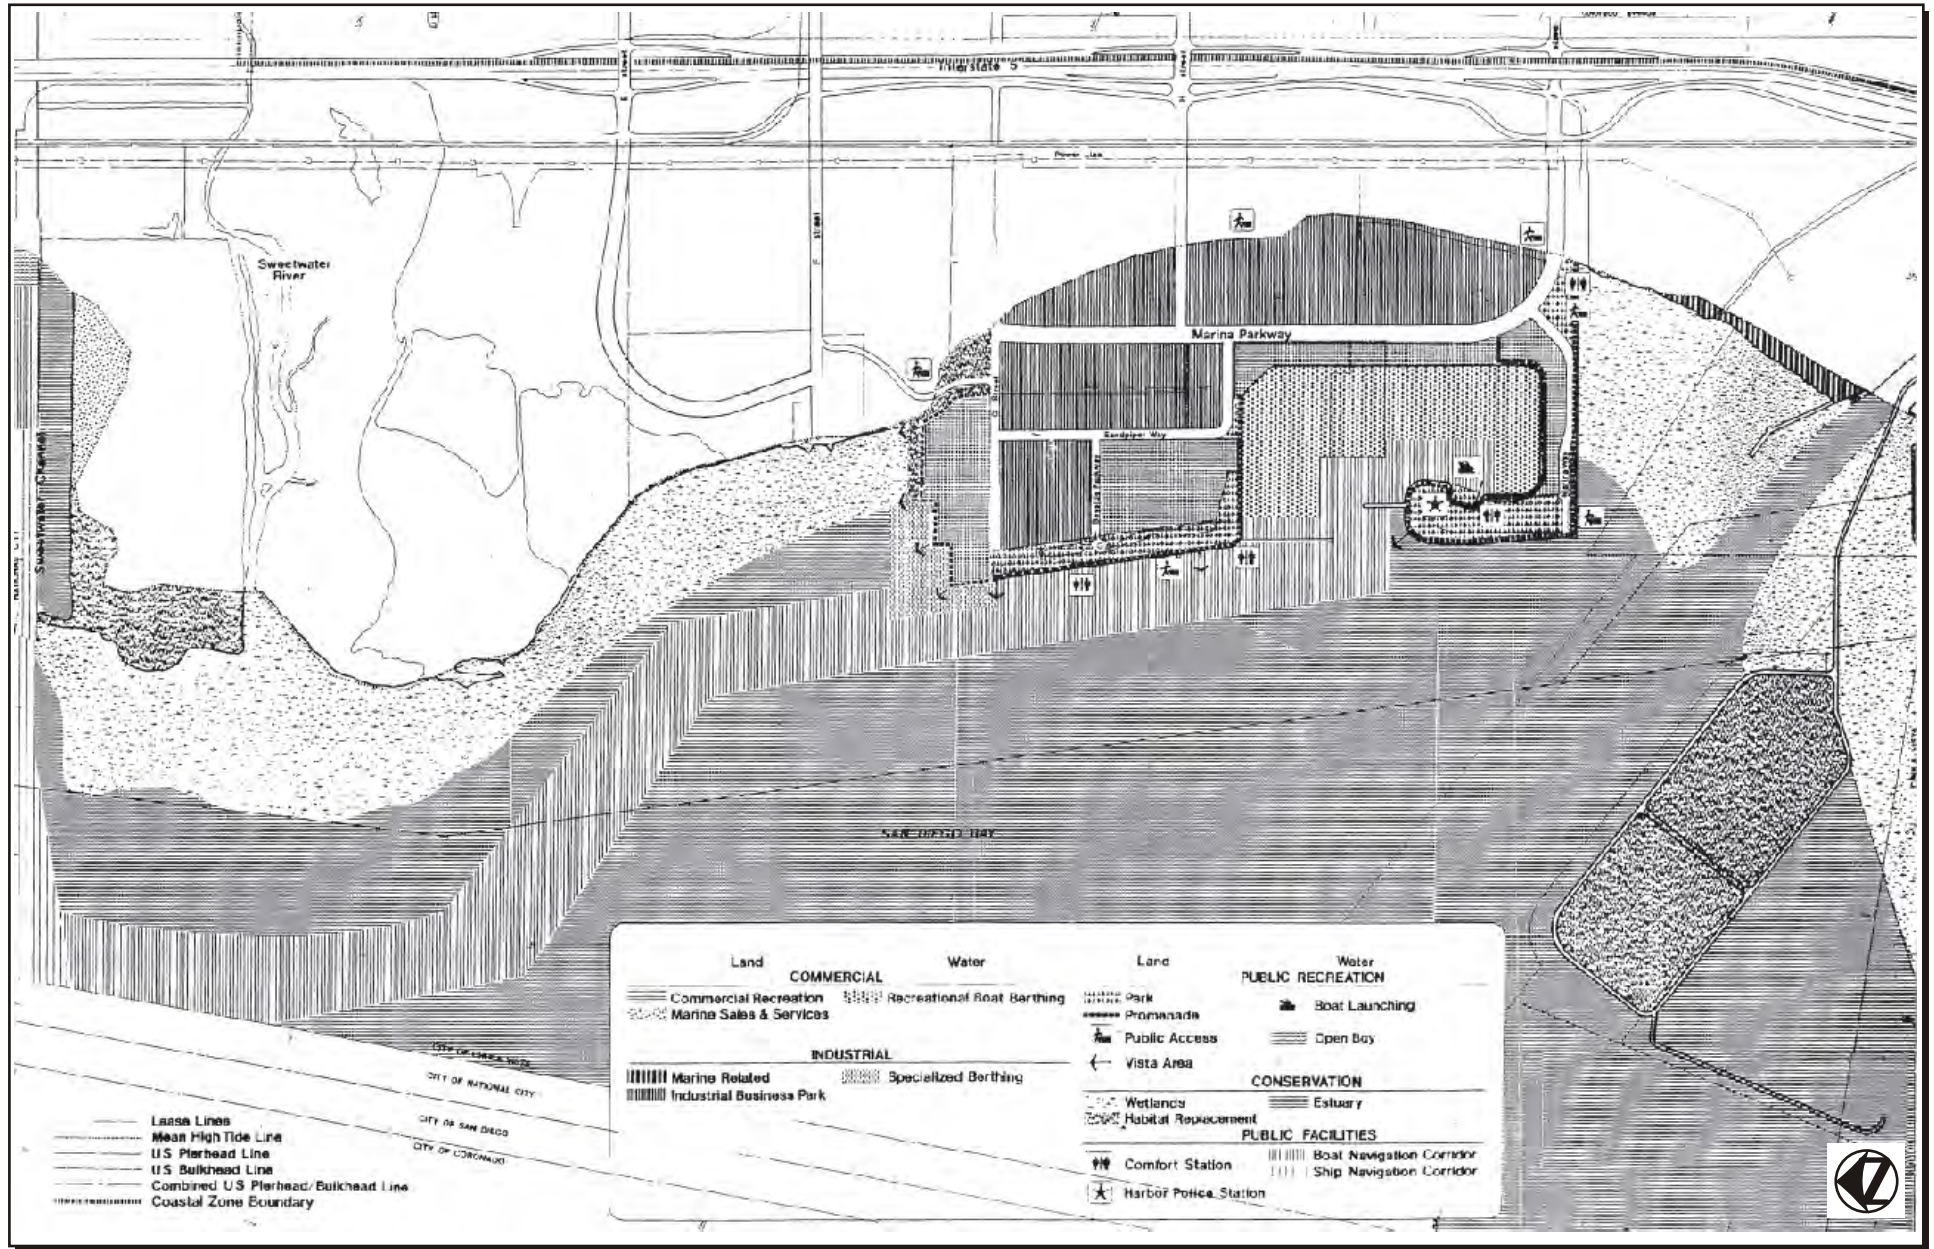 Interstate 5
street
street
street
E
H
Power Line
street
F
Sweetwater
River
Marina Parkway
Sandpiper Way
Sweetwater Channel
SAN DIEGO BAY
CITY OF CHULA VISTA
CITY OF NATIONAL CITY
CITY OF SAN DIEGO
CITY OF CORONADO
Land
Water
COMMERCIAL
Commercial Recreation
Recreational Boat Berthing
Marine Sales & Services
INDUSTRIAL
Marine Related
Specialized Berthing
Industrial Business Park
Land
Water
PUBLIC RECREATION
Park
Boat Launching
Promenade
Public Access
Open Bay
Vista Area
CONSERVATION
Wetlands
Estuary
Habitat Replacement
PUBLIC FACILITIES
Boat Navigation Corridor
Comfort Station
Ship Navigation Corridor
Harbor Police Station
Lease Lines
Mean High Tide Line
U S Pierhead Line
U S Bulkhead Line
Combined U S Pierhead/Bulkhead Line
Coastal Zone Boundary
Z